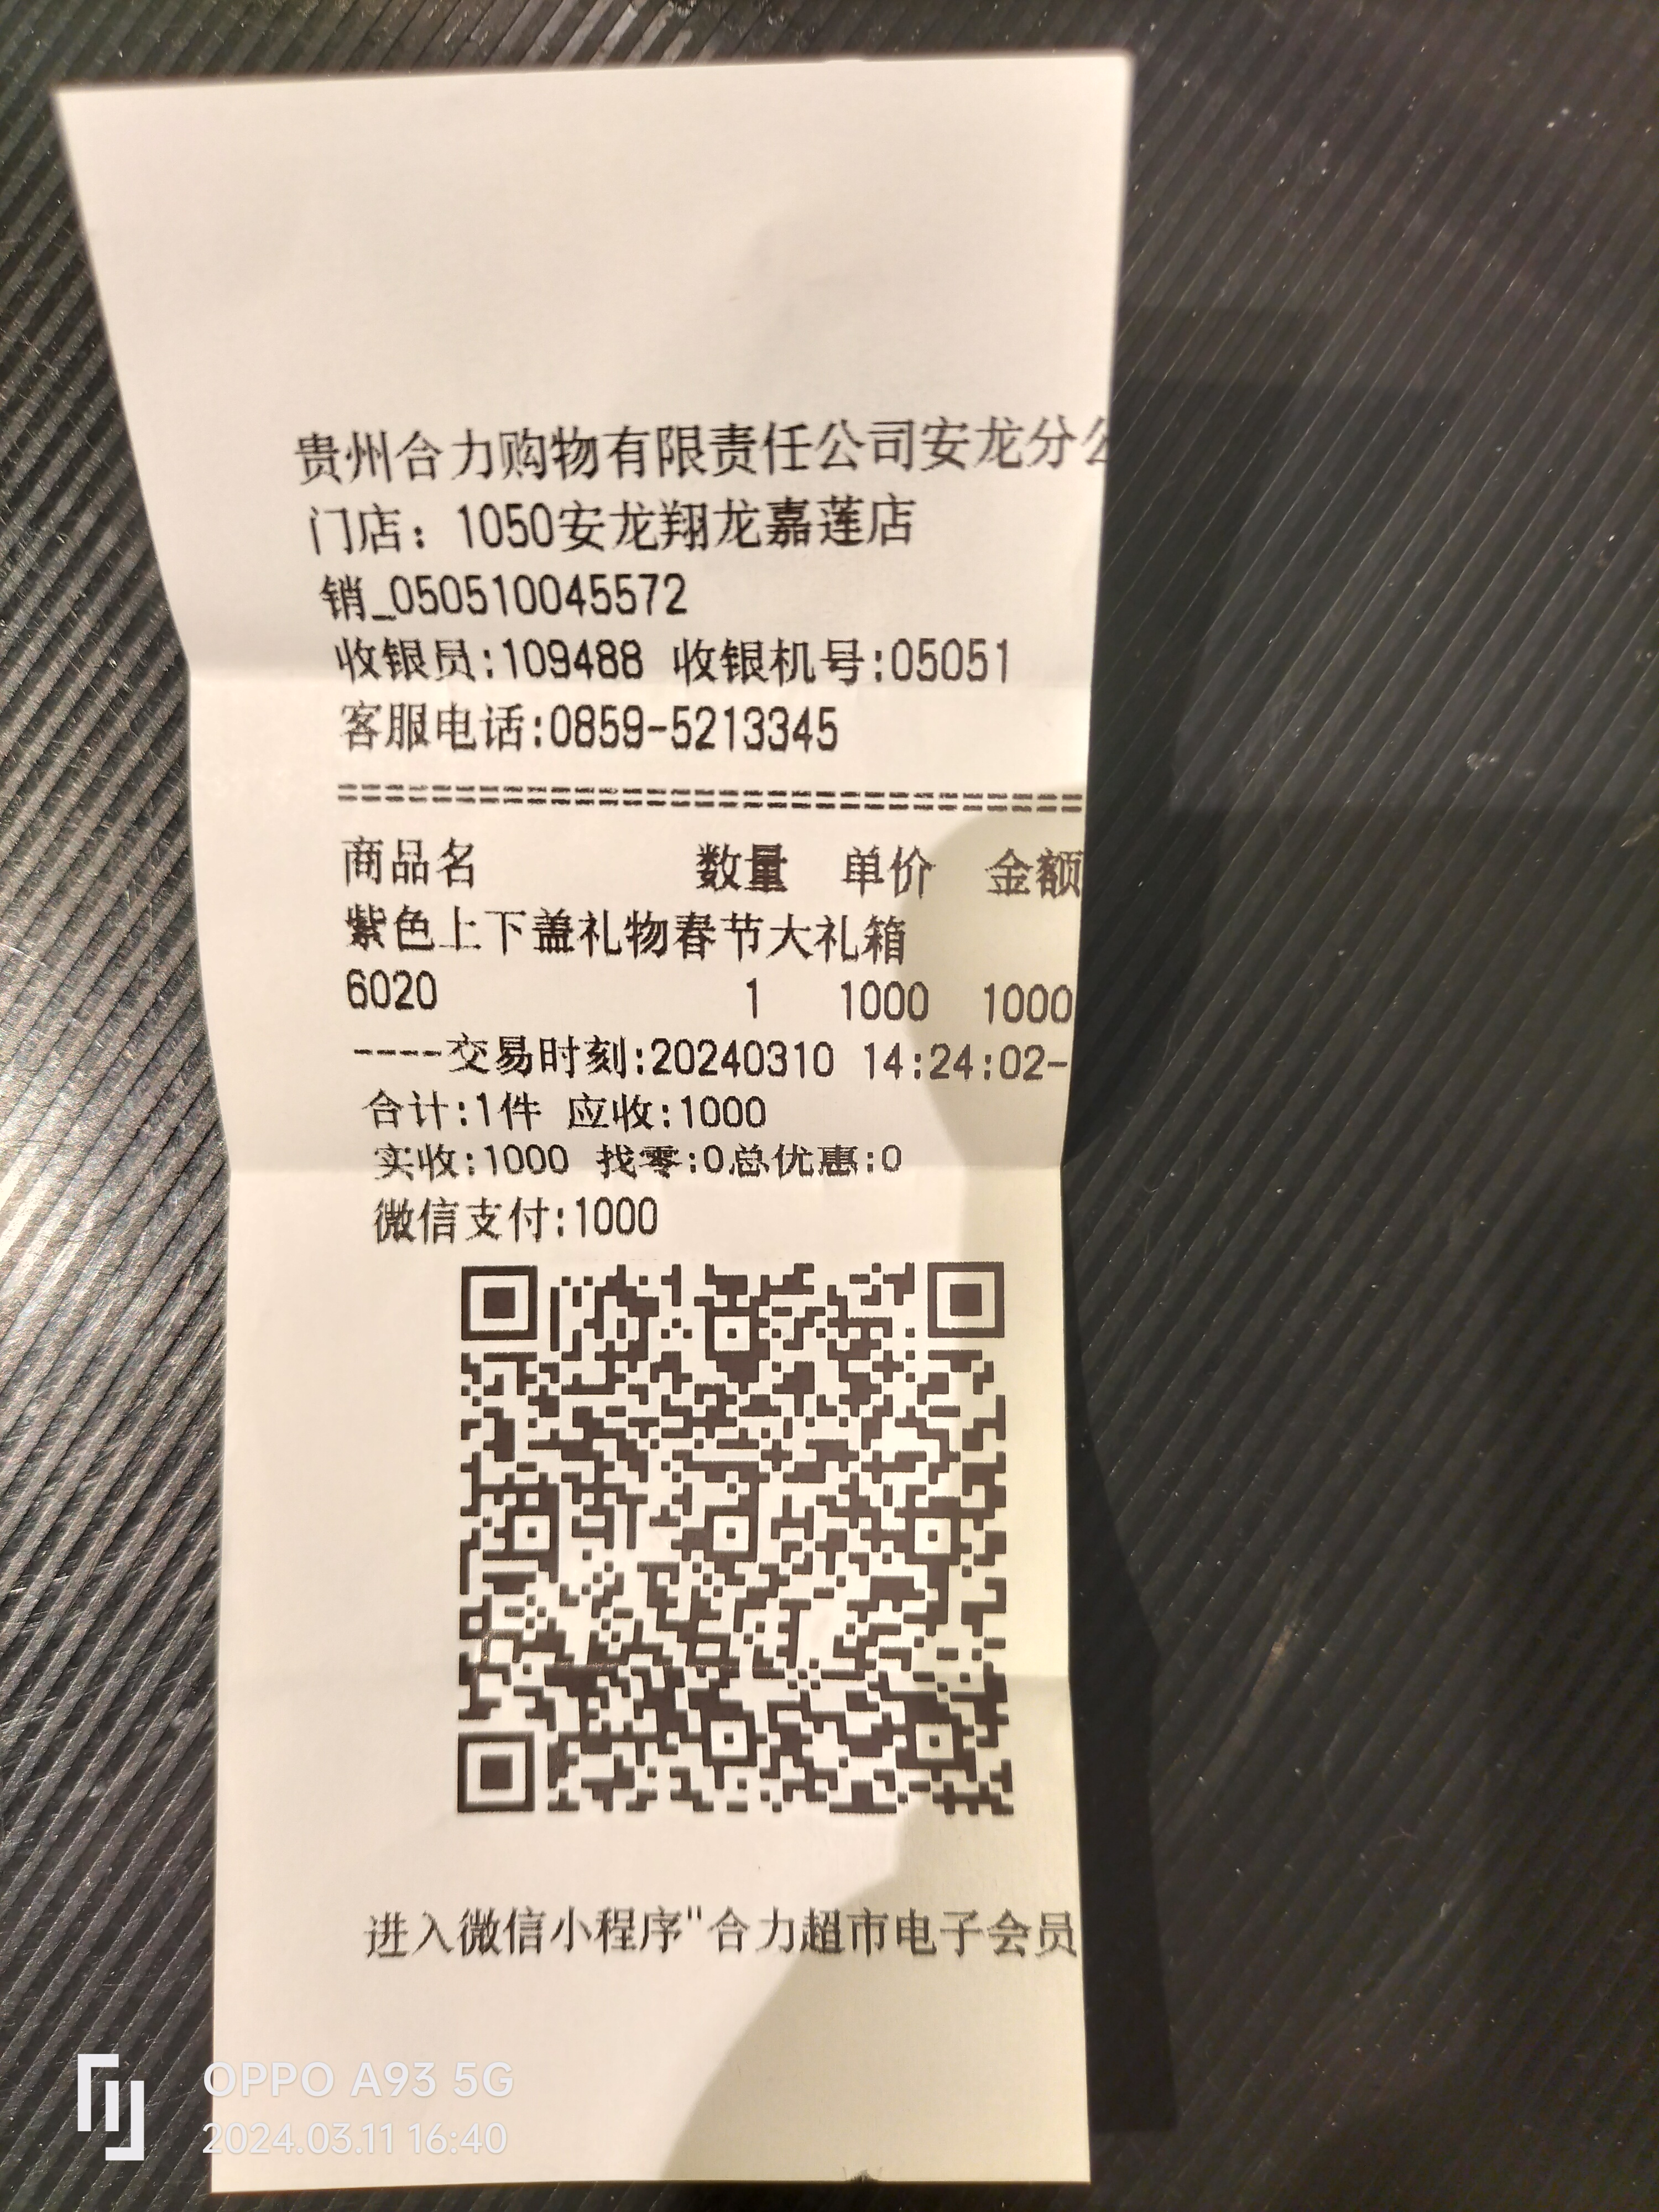 贵州合力购物有限责任公司安龙分公
门店：1050安龙翔龙嘉莲店
销_050510045572
收银员:109488 收银机号:05051
客服电话:0859-5213345
================================
商品名 数量 单价 金额
紫色上下盖礼物春节大礼箱
6020 1 1000 1000
----交易时刻:20240310 14:24:02-
合计:1件 应收:1000
实收:1000 找零:0总优惠:0
微信支付:1000
进入微信小程序"合力超市电子会员
OPPO A93 5G
2024.03.11 16:40